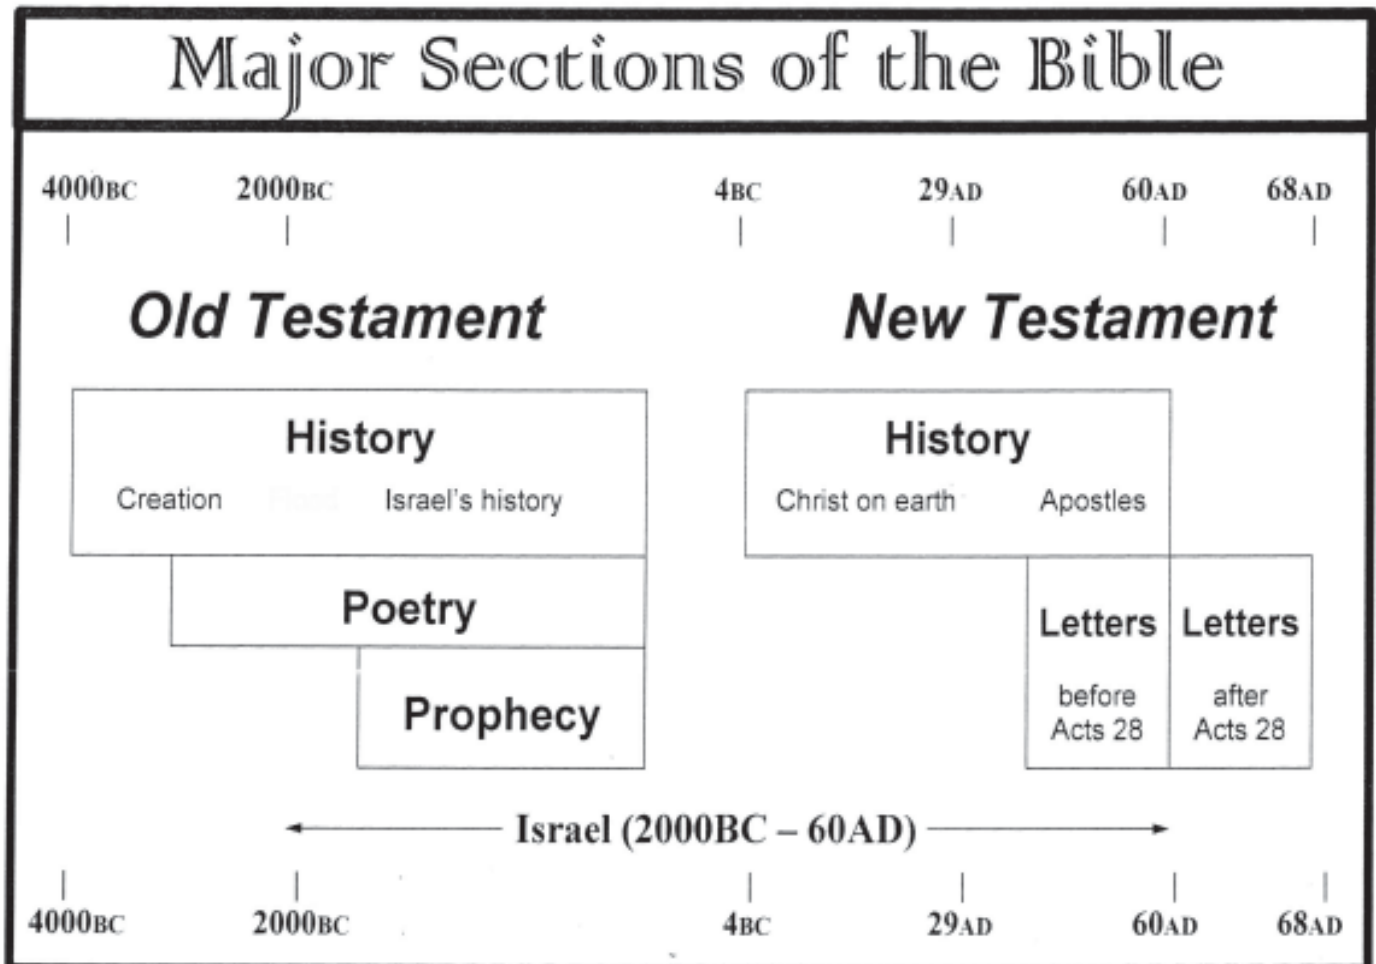 Major Sections of the Bible
4000BC 2000BC 4BC 29AD 60AD 68AD
Old Testament New Testament
History History
Creation Israel's history Christ on earth Apostles
Poetry
Letters Letters
before after
Acts 28 Acts 28
Prophecy
Israel (2000BC – 60AD)
4000BC 2000BC 4BC 29AD 60AD 68AD